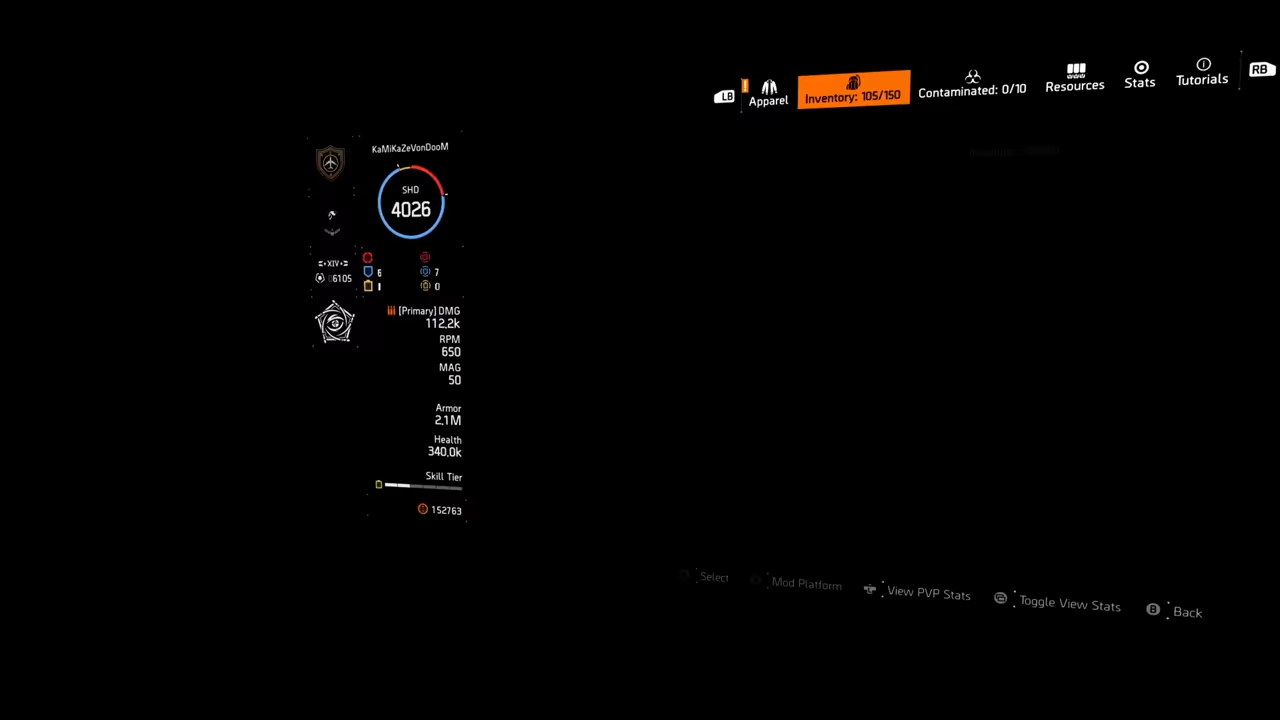 LB
Apparel
Inventory: 105/150
Contaminated: 0/10
Resources
Stats
Tutorials
RB
KaMiKaZeVonDooM
SHD
4026
XIV
6105
6
7
0
[Primary] DMG
112,2k
RPM
650
MAG
50
Armor
2,1M
Health
340,0k
Skill Tier
152763
Select
Mod Platform
View PVP Stats
Toggle View Stats
B Back